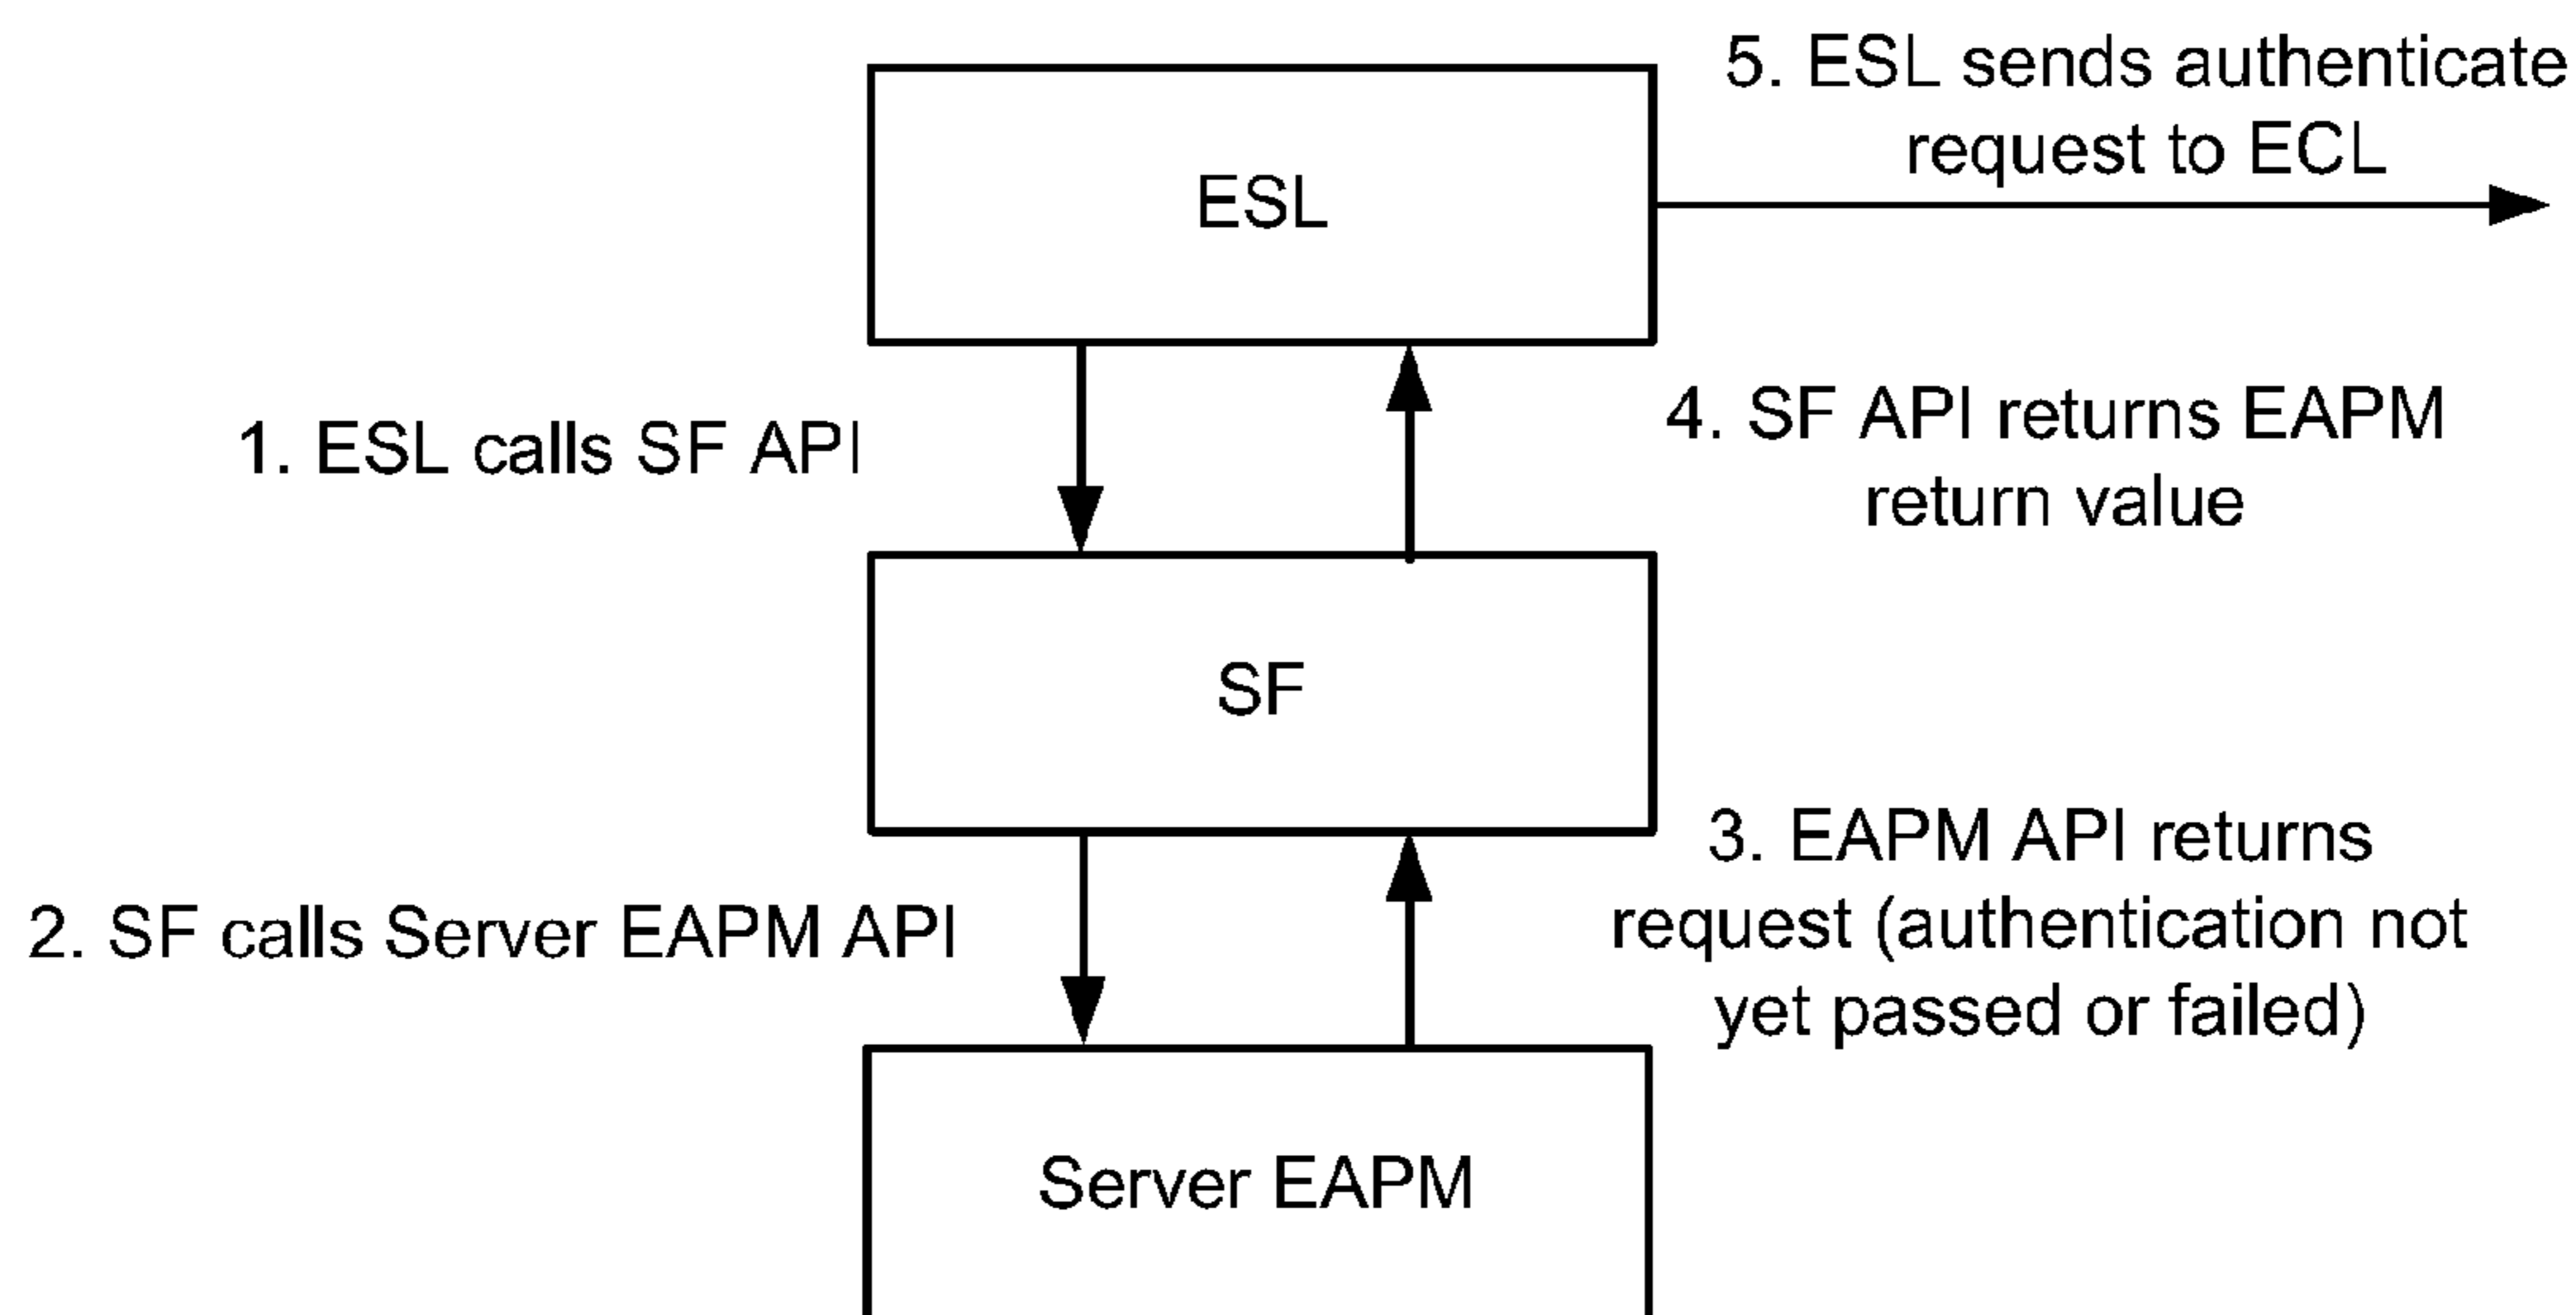 5. ESL sends authenticate
request to ECL
ESL
1. ESL calls SF API
4. SF API returns EAPM
return value
SF
2. SF calls Server EAPM API
3. EAPM API returns
request (authentication not
yet passed or failed)
Server EAPM